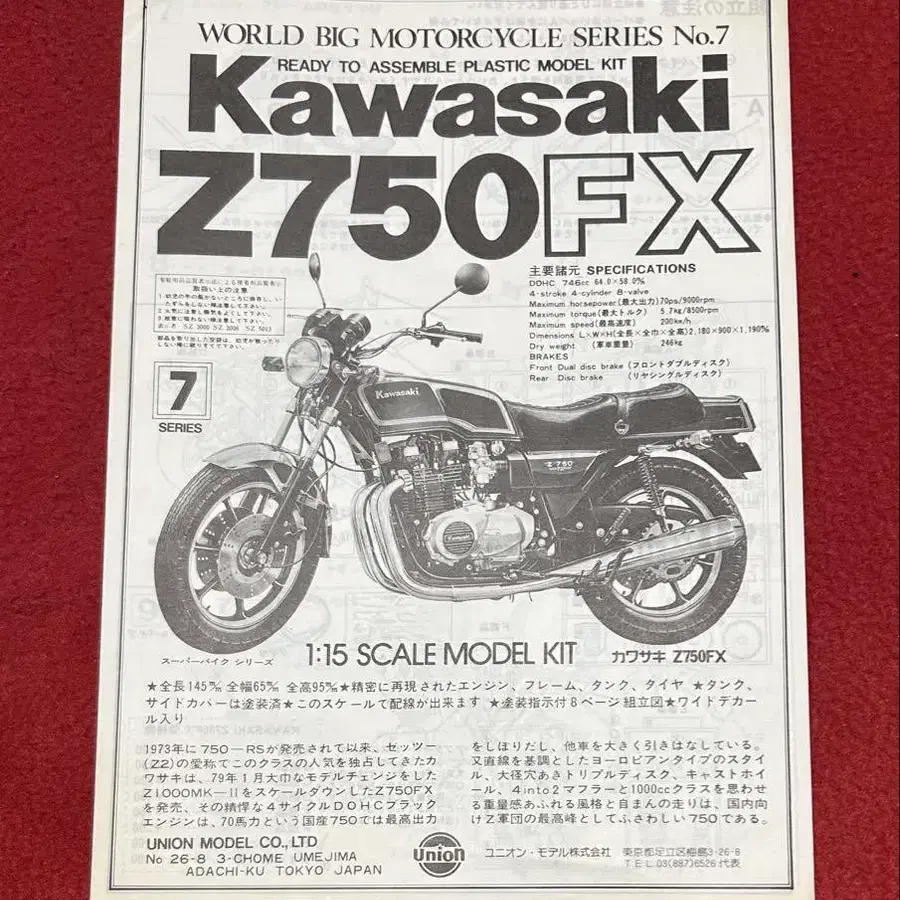 WORLD BIG MOTORCYCLE SERIES No.7
READY TO ASSEMBLE PLASTIC MODEL KIT
Kawasaki
Z750FX
主要諸元 SPECIFICATIONS
DOHC 746cc 64.0×58.0㎜
4-stroke 4-cylinder 8-valve
Maximum horsepower(最大出力)70ps/9000rpm
Maximum torque(最大トルク) 5.7kg/8500rpm
Maximum speed(最高速度) 200km/h
Dimensions L×W×H(全長×全巾×全高)2,180×900×1,190㎜
Dry weight (車車重量) 246kg
BRAKES
Front Dual disc brake (フロントダブルディスク)
Rear Disc brake (リヤシングルディスク)
取扱い上の注意
7
SERIES
Kawasaki
Z750
1:15 SCALE MODEL KIT
スーパーバイク シリーズ
カワサキ Z750FX
★全長145㎜ 全幅65㎜ 全高95㎜★精密に再現されたエンジン、フレーム、タンク、タイヤ ★タンク、
サイドカバーは塗装済★このスケールで配線が出来ます ★塗装指示付8ページ組立図★ワイドデカー
ル入り
1973年に750―RSが発売されて以来、ゼッツー
(Z2)の愛称でこのクラスの人気を独占してきたカ
ワサキは、79年1月大巾なモデルチェンジをした
Z1000MK―IIをスケールダウンしたZ750FX
を発売、その精悍な4サイクルDOHCブラック
エンジンは、70馬力という国産750では最高出力
をしぼりだし、他車を大きく引きはなしている。
又直線を基調としたヨーロピアンタイプのスタイ
ル、大径穴あきトリプルディスク、キャストホイ
ール、4into2マフラーと1000ccクラスを思わせ
る重量感あふれる風格と自まんの走りは、国内向
けZ軍団の最高峰としてふさわしい750である。
UNION MODEL CO.,LTD
No 26-8 3-CHOME UMEJIMA
ADACHI-KU TOKYO JAPAN
Union
ユニオン・モデル株式会社
東京都足立区梅島3-26-8
TEL03(887)6526代表